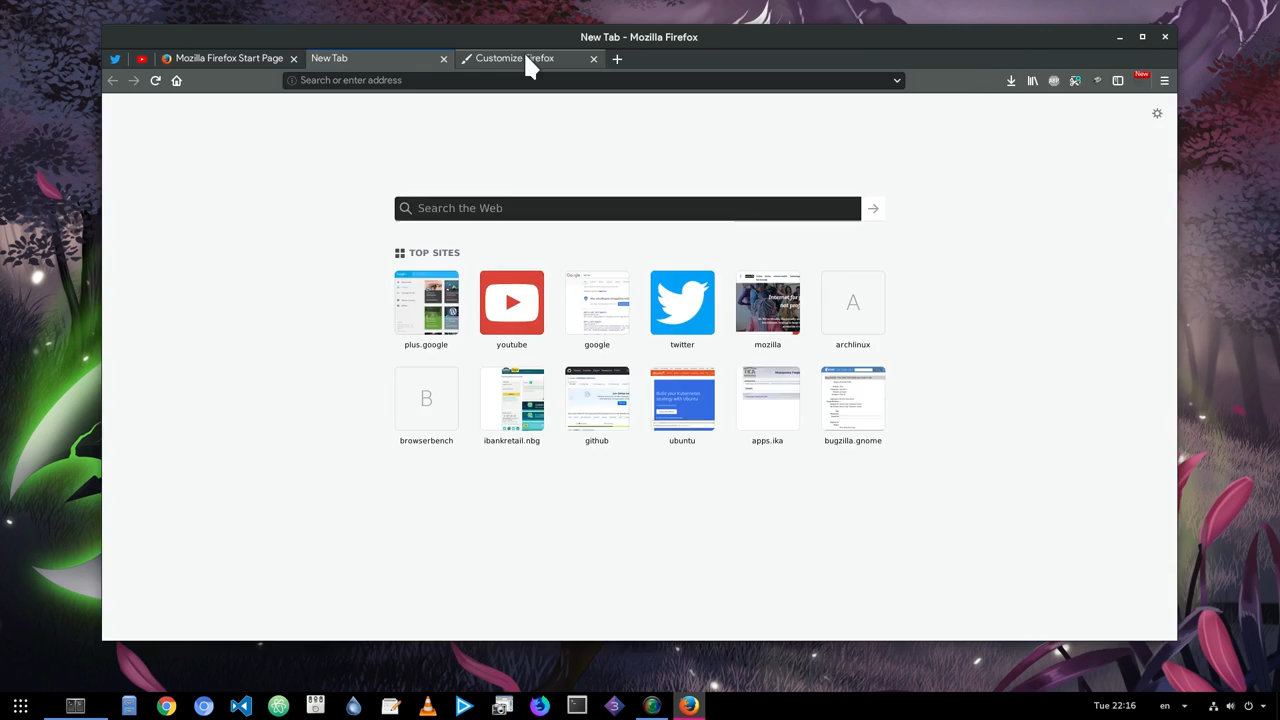 New Tab - Mozilla Firefox
Mozilla Firefox Start Page
New Tab
Customize Firefox
Search or enter address
New
Search the Web
TOP SITES
plus.google
youtube
google
twitter
mozilla
A
archlinux
B
browserbench
ibankretail.nbg
github
ubuntu
apps.ika
bugzilla.gnome
en
Tue 22:16